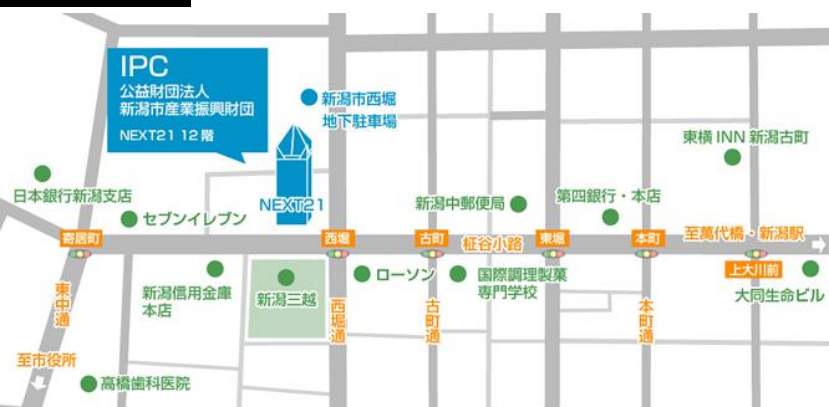 IPC
公益財団法人
新潟市産業振興財団
NEXT21 12階
新潟市西堀
地下駐車場
東横INN 新潟古町
日本銀行新潟支店
セブンイレブン
NEXT21
新潟中郵便局
第四銀行・本店
寄居町
西堀
古町
柾谷小路
東堀
本町
至萬代橋・新潟駅
上大川前
東中通
新潟信用金庫
本店
新潟三越
西堀通
ローソン
古町通
国際調理製菓
専門学校
本町通
大同生命ビル
至市役所
高橋歯科医院